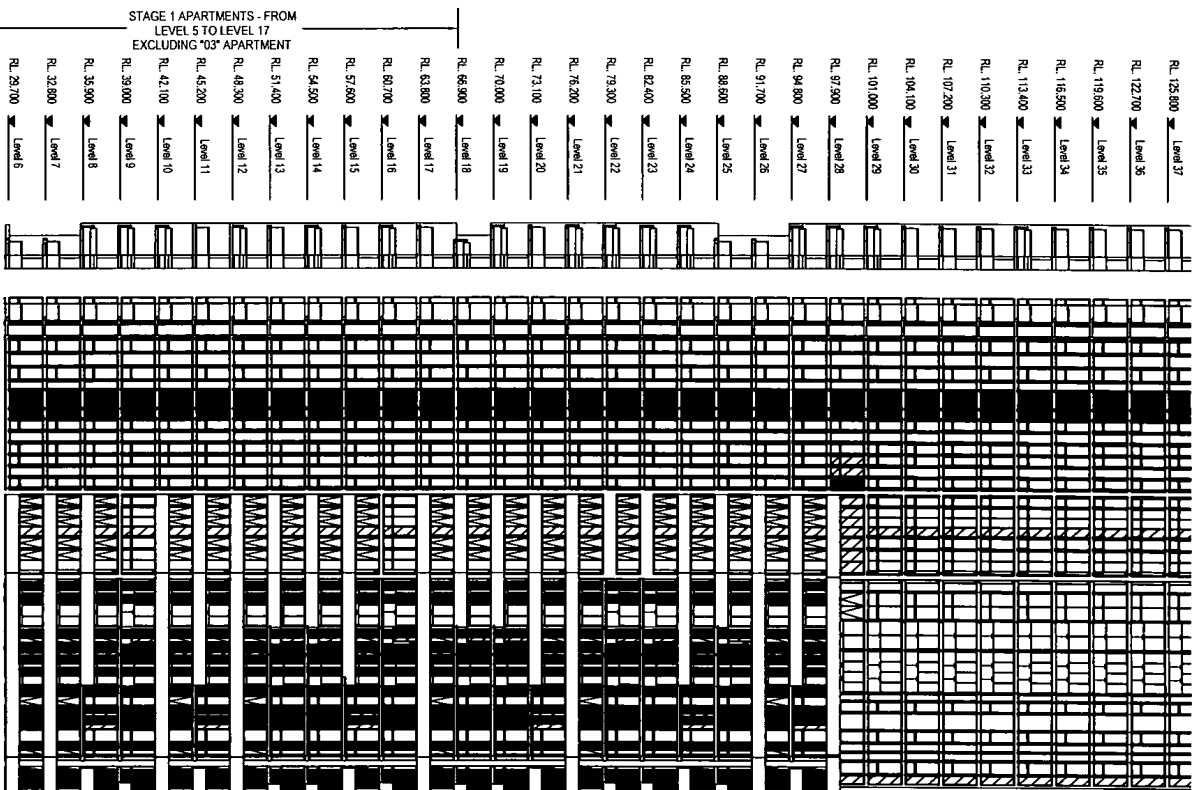 STAGE 1 APARTMENTS - FROM
LEVEL 5 TO LEVEL 17
EXCLUDING "03" APARTMENT
RL. 29.700 Level 6
RL. 32.800 Level 7
RL. 35.900 Level 8
RL. 39.000 Level 9
RL. 42.100 Level 10
RL. 45.200 Level 11
RL. 48.300 Level 12
RL. 51.400 Level 13
RL. 54.500 Level 14
RL. 57.600 Level 15
RL. 60.700 Level 16
RL. 63.800 Level 17
RL. 66.900 Level 18
RL. 70.000 Level 19
RL. 73.100 Level 20
RL. 76.200 Level 21
RL. 79.300 Level 22
RL. 82.400 Level 23
RL. 85.500 Level 24
RL. 88.600 Level 25
RL. 91.700 Level 26
RL. 94.800 Level 27
RL. 97.900 Level 28
RL. 101.000 Level 29
RL. 104.100 Level 30
RL. 107.200 Level 31
RL. 110.300 Level 32
RL. 113.400 Level 33
RL. 116.500 Level 34
RL. 119.600 Level 35
RL. 122.700 Level 36
RL. 125.800 Level 37